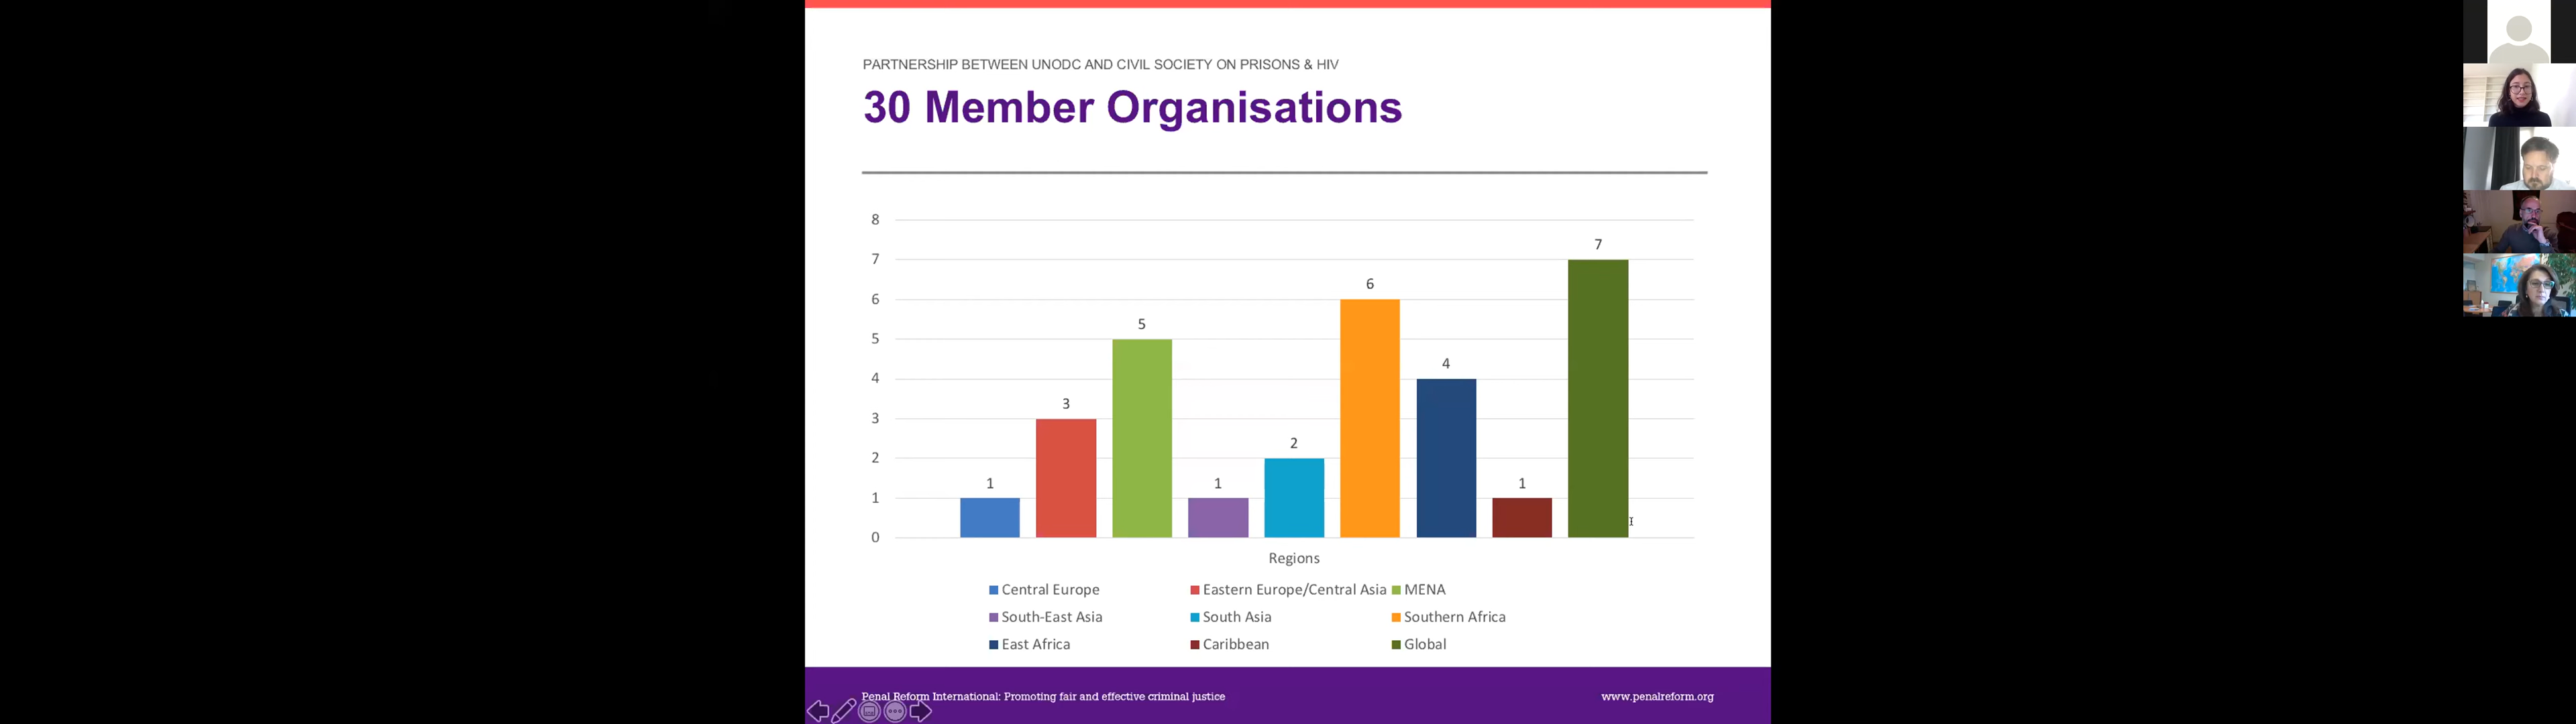 PARTNERSHIP BETWEEN UNODC AND CIVIL SOCIETY ON PRISONS & HIV
30 Member Organisations
8
7
6
5
4
3
2
1
0
1
3
5
1
2
6
4
1
7
Regions
Central Europe
Eastern Europe/Central Asia
MENA
South-East Asia
South Asia
Southern Africa
East Africa
Caribbean
Global
Penal Reform International: Promoting fair and effective criminal justice
www.penalreform.org